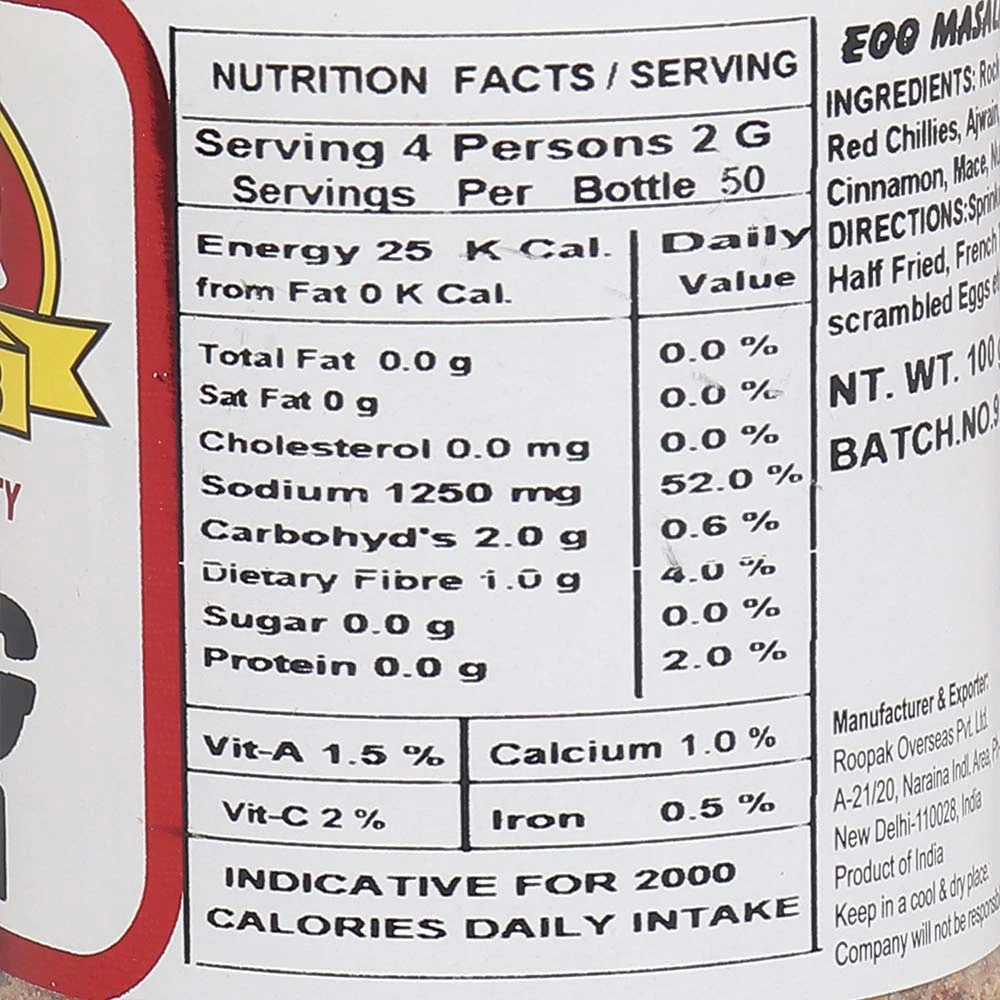 NUTRITION FACTS / SERVING
Serving 4 Persons 2 G
Servings Per Bottle 50
Energy 25 K Cal.
from Fat 0 K Cal.
Daily
Value
Total Fat 0.0 g 0.0 %
Sat Fat 0 g 0.0 %
Cholesterol 0.0 mg 0.0 %
Sodium 1250 mg 52.0 %
Carbohyd's 2.0 g 0.6 %
Dietary Fibre 1.0 g 4.0 %
Sugar 0.0 g 0.0 %
Protein 0.0 g 2.0 %
Vit-A 1.5 % Calcium 1.0 %
Vit-C 2 % Iron 0.5 %
INDICATIVE FOR 2000
CALORIES DAILY INTAKE
EGG
INGREDIENTS:
Red Chillies,
Cinnamon, Mace,
DIRECTIONS:
Half Fried, French
scrambled Eggs
NT. WT. 100
BATCH.NO.
Manufacturer & Exporter:
Roopak Overseas Pvt. Ltd.
A-21/20, Naraina Indl. Area,
New Delhi-110028, India
Product of India
Keep in a cool & dry place.
Company will not be